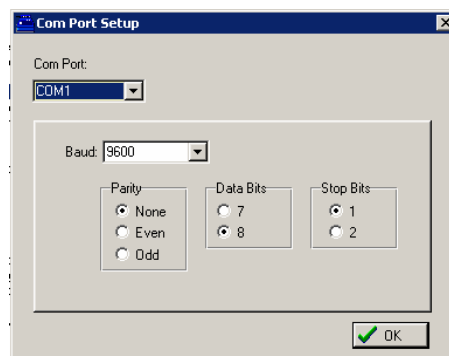 Com Port Setup
Com Port:
COM1
Baud: 9600
Parity
None
Even
Odd
Data Bits
7
8
Stop Bits
1
2
OK